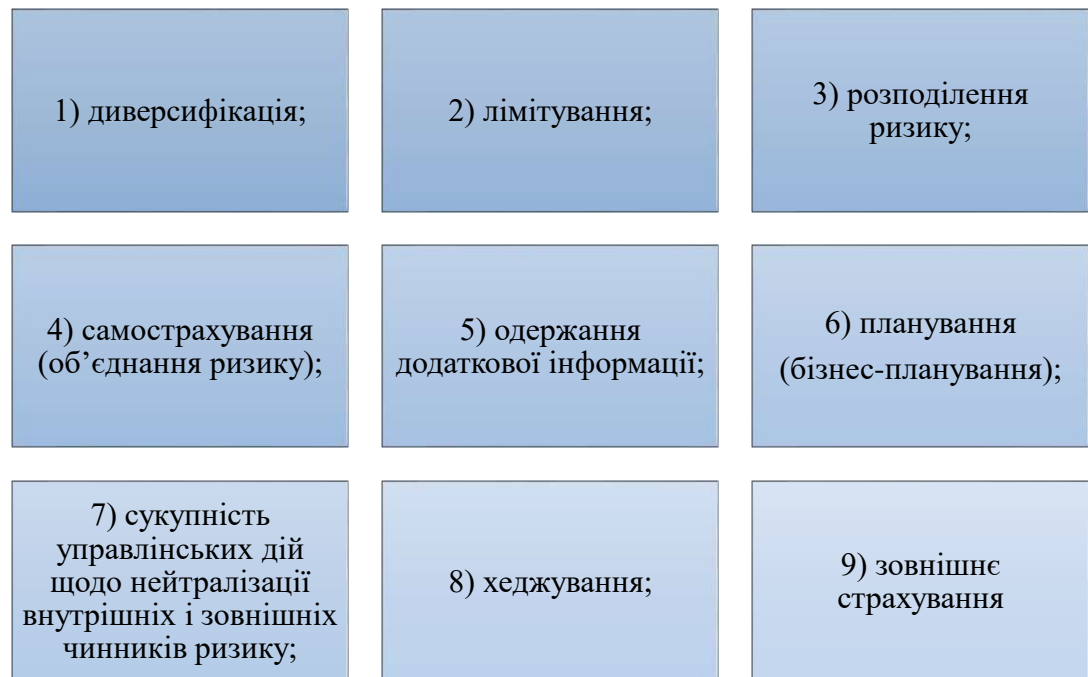 1) диверсифікація;
2) лімітування;
3) розподілення
ризику;
4) самострахування
(об’єднання ризику);
5) одержання
додаткової інформації;
6) планування
(бізнес-планування);
7) сукупність
управлінських дій
щодо нейтралізації
внутрішніх і зовнішніх
чинників ризику;
8) хеджування;
9) зовнішнє
страхування